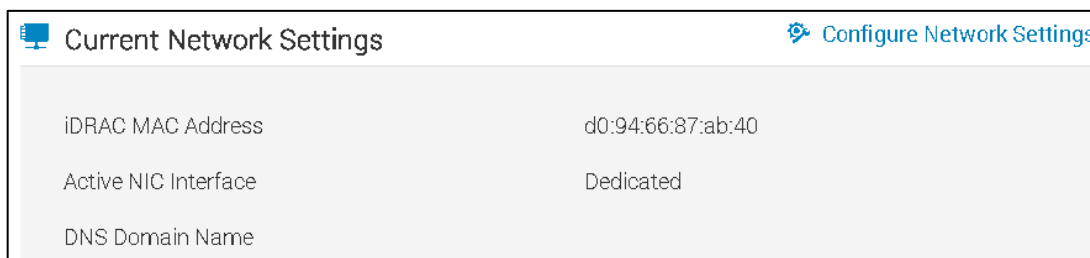 Current Network Settings
Configure Network Settings
iDRAC MAC Address d0:94:66:87:ab:40
Active NIC Interface Dedicated
DNS Domain Name